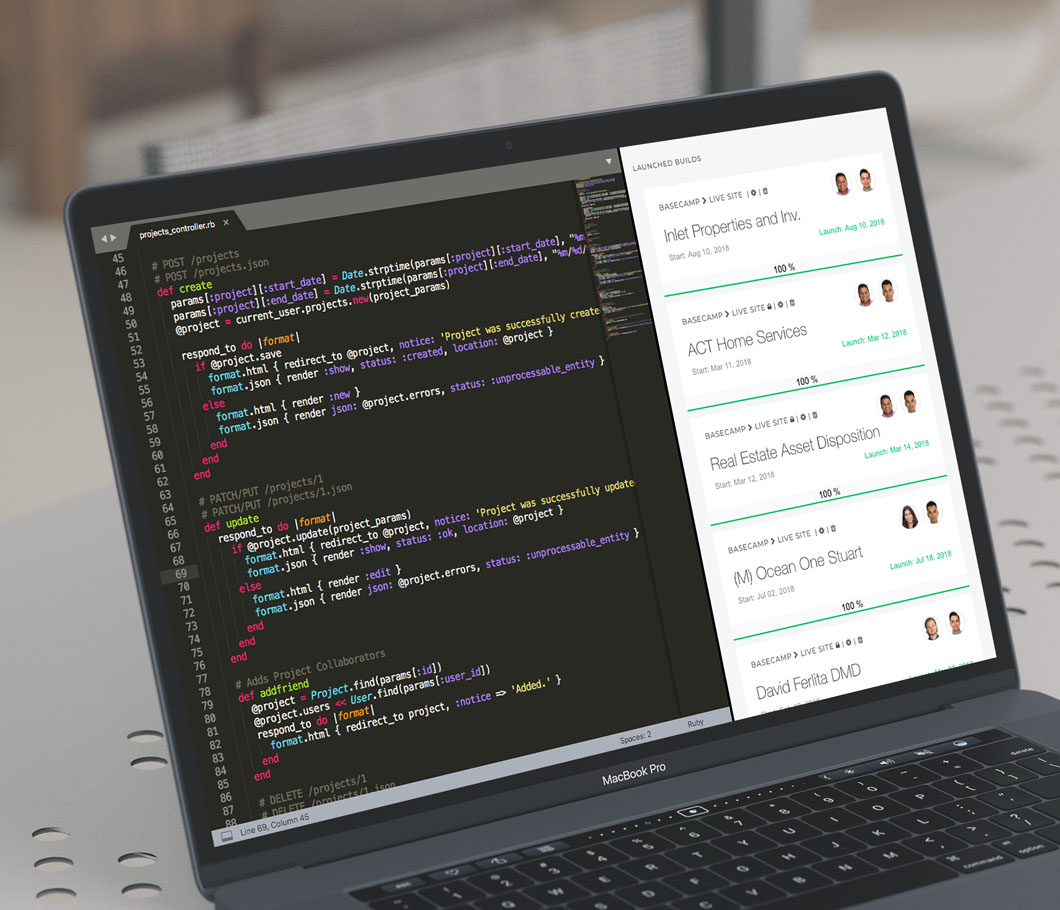 projects_controller.rb ×
45
46 # POST /projects
47 # POST /projects.json
48 def create
49 params[:project][:start_date] = Date.strptime(params[:project][:start_date], "%m
50 params[:project][:end_date] = Date.strptime(params[:project][:end_date], "%m/%d/
51 @project = current_user.projects.new(project_params)
52
53 respond_to do |format|
54 if @project.save
55 format.html { redirect_to @project, notice: 'Project was successfully create
56 format.json { render :show, status: :created, location: @project }
57 else
58 format.html { render :new }
59 format.json { render json: @project.errors, status: :unprocessable_entity }
60 end
61 end
62 end
63
64 # PATCH/PUT /projects/1
65 # PATCH/PUT /projects/1.json
66 def update
67 respond_to do |format|
68 if @project.update(project_params)
69 format.html { redirect_to @project, notice: 'Project was successfully update
70 format.json { render :show, status: :ok, location: @project }
71 else
72 format.html { render :edit }
73 format.json { render json: @project.errors, status: :unprocessable_entity }
74 end
75 end
76 end
77
78 # Adds Project Collaborators
79 def addfriend
80 @project = Project.find(params[:id])
81 @project.users << User.find(params[:user_id])
82 respond_to do |format|
83 format.html { redirect_to project, :notice => 'Added.' }
84 end
85 end
86
87 # DELETE /projects/1
88 # DELETE /projects/1.json
Line 69, Column 45
Spaces: 2
Ruby
LAUNCHED BUILDS
BASECAMP > LIVE SITE | |
Inlet Properties and Inv.
Start: Aug 10, 2018
Launch: Aug 10, 2018
100 %
BASECAMP > LIVE SITE | |
ACT Home Services
Start: Mar 11, 2018
Launch: Mar 12, 2018
100 %
BASECAMP > LIVE SITE | |
Real Estate Asset Disposition
Start: Mar 12, 2018
Launch: Mar 14, 2018
100 %
BASECAMP > LIVE SITE | |
(M) Ocean One Stuart
Start: Jul 02, 2018
Launch: Jul 18, 2018
100 %
BASECAMP > LIVE SITE | |
David Ferlita DMD
MacBook Pro
esc
delete
command
option